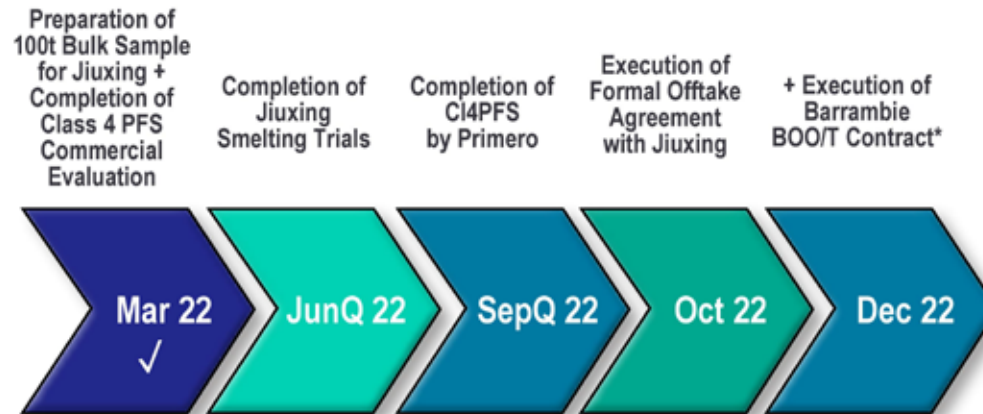 Preparation of
100t Bulk Sample
for Jiuxing +
Completion of
Class 4 PFS
Commercial
Evaluation
Completion of
Jiuxing
Smelting Trials
Completion of
Cl4PFS
by Primero
Execution of
Formal Offtake
Agreement
with Jiuxing
+ Execution of
Barrambie
BOO/T Contract*
Mar 22
√
JunQ 22
SepQ 22
Oct 22
Dec 22